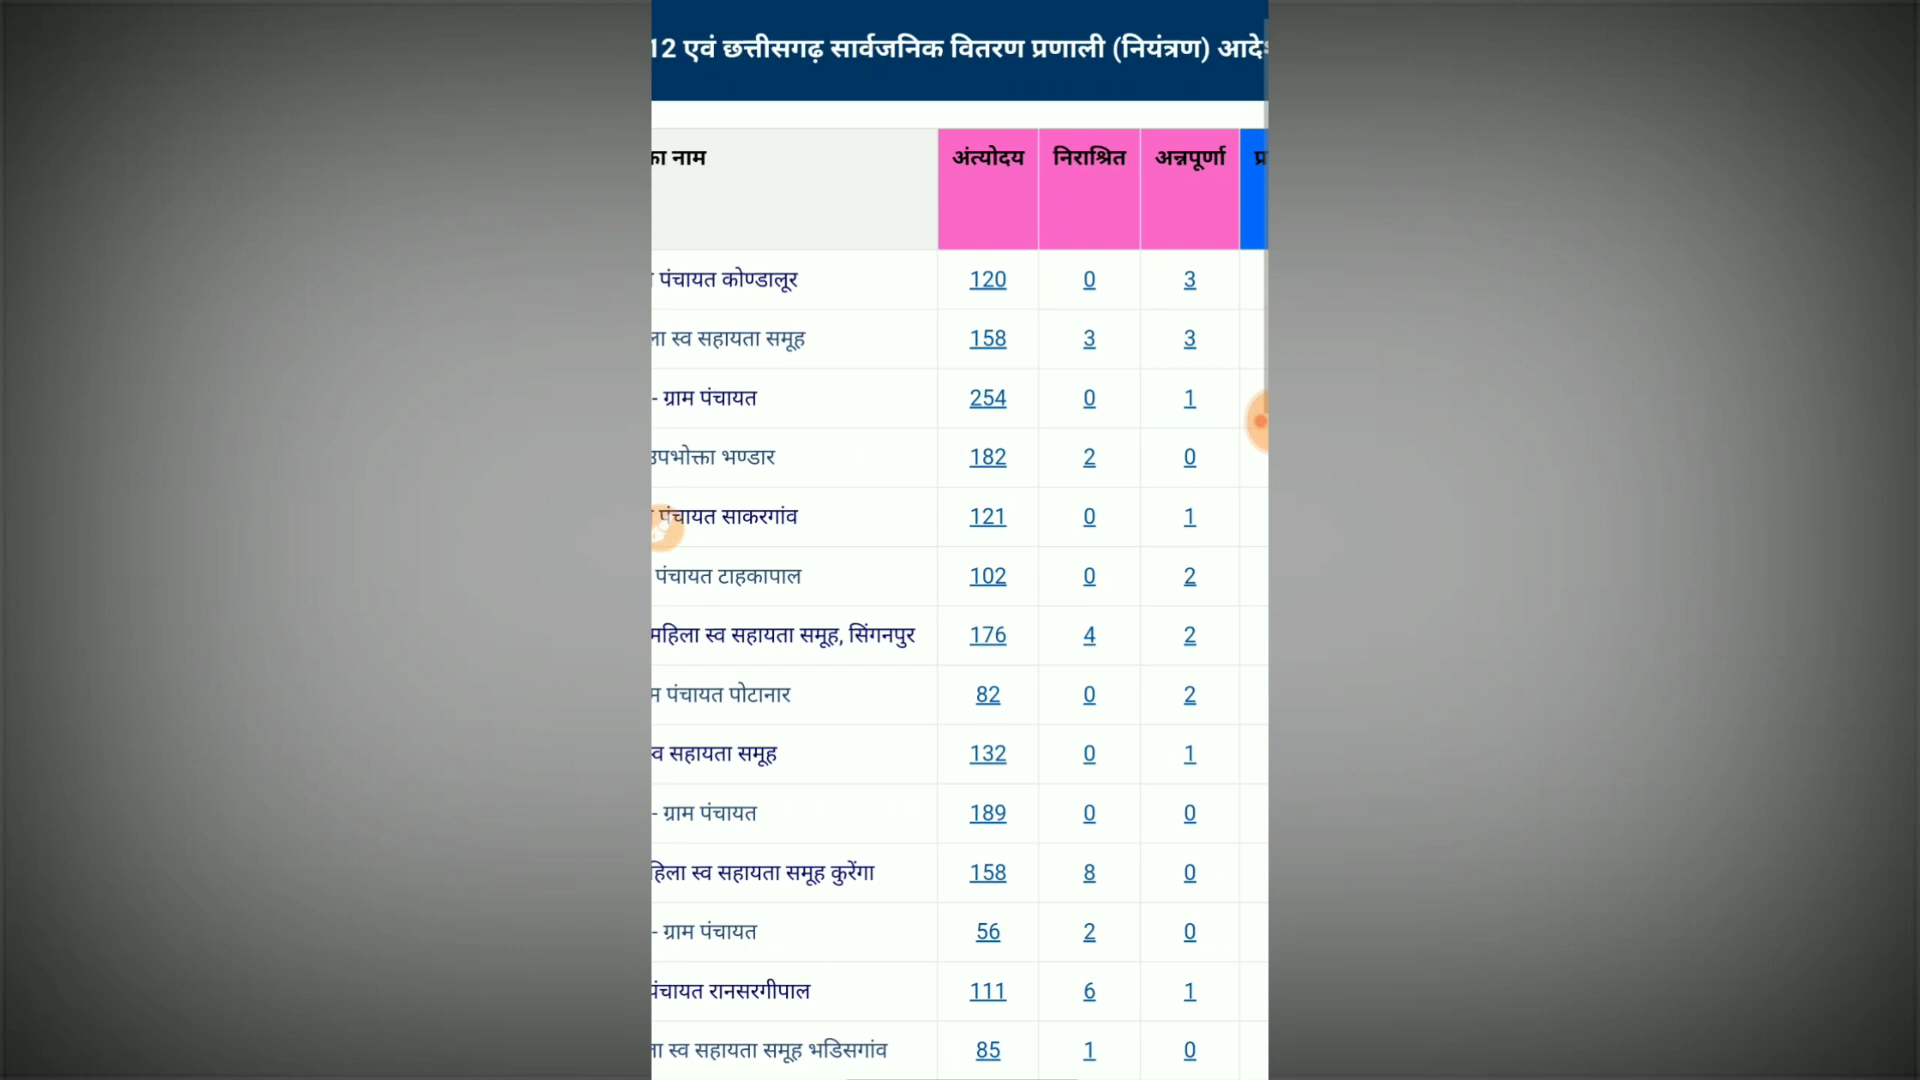 12 एवं छत्तीसगढ़ सार्वजनिक वितरण प्रणाली (नियंत्रण)
का नाम अंत्योदय निराश्रित अन्नपूर्णा
पंचायत कोण्डालूर 120 0 3
स्व सहायता समूह 158 3 3
- ग्राम पंचायत 254 0 1
उपभोक्ता भण्डार 182 2 0
पंचायत साकरगांव 121 0 1
पंचायत टाहकापाल 102 0 2
महिला स्व सहायता समूह, सिंगनपुर 176 4 2
पंचायत पोटानार 82 0 2
सहायता समूह 132 0 1
- ग्राम पंचायत 189 0 0
स्व सहायता समूह कुरेंगा 158 8 0
- ग्राम पंचायत 56 2 0
पंचायत रानसरगीपाल 111 6 1
स्व सहायता समूह भडिसगांव 85 1 0